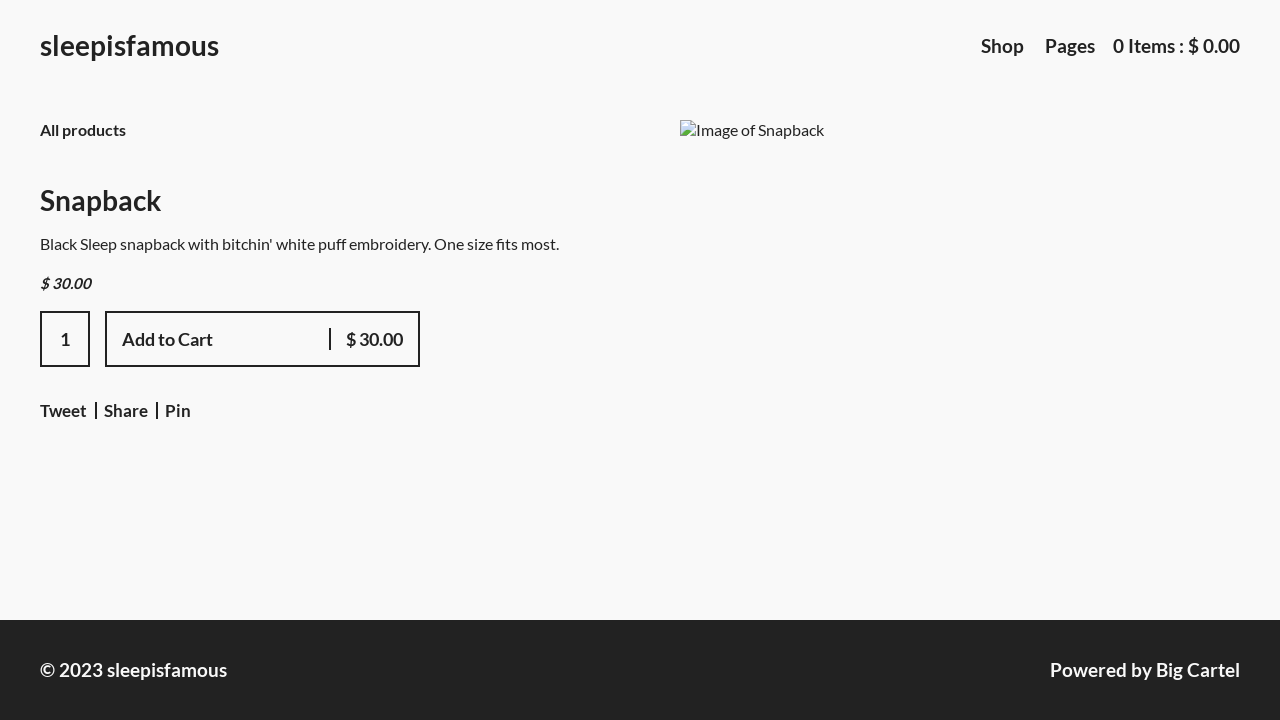 sleepisfamous
Shop Pages 0 Items : $ 0.00
All products
Image of Snapback
Snapback
Black Sleep snapback with bitchin' white puff embroidery. One size fits most.
$ 30.00
1 Add to Cart $ 30.00
Tweet Share Pin
© 2023 sleepisfamous
Powered by Big Cartel